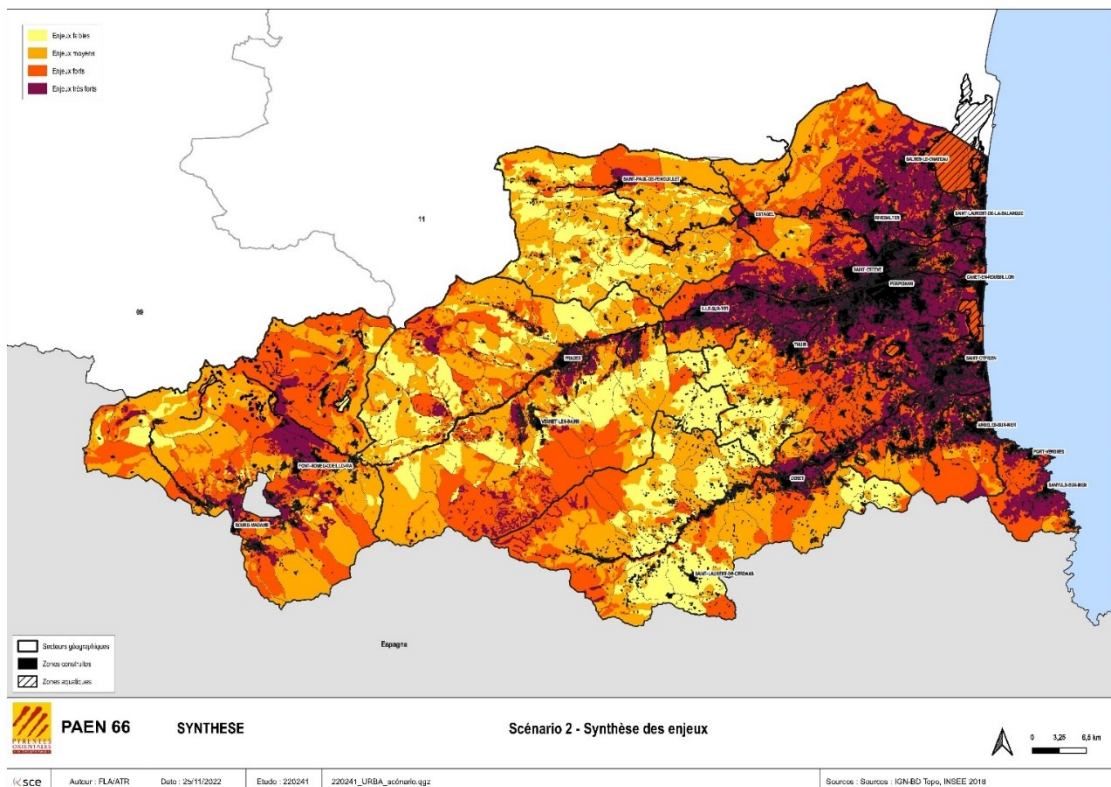 Enjeux faibles
Enjeux moyens
Enjeux forts
Enjeux très forts
SALSES-LE-CHATEAU
SAINT-PAUL-DE-FENOUILLET
11
ESTAGEL
RIVESALTES
SAINT-LAURENT-DE-LA-SALANQUE
SAINT-ESTEVE
PERPIGNAN
CANET-EN-ROUSSILLON
ILLE-SUR-TET
THUIR
PRADES
SAINT-CYPRIEN
VERNET-LES-BAINS
ARGELES-SUR-MER
PORT-VENDRES
FONT-ROMEU-ODEILLO-VIA
CERET
BANYULS-SUR-MER
BOURG-MADAME
SAINT-LAURENT-DE-CERDANS
Espagne
Secteurs géographiques
Zones construites
Zones aquatiques
PYRENEES
ORIENTALES
PAEN 66
SYNTHESE
Scénario 2 - Synthèse des enjeux
0 3,25 6,5 km
sce
Auteur : FLA/ATR
Date : 25/11/2022
Etude : 220241
220241_URBA_scénario.qgz
Sources : Sources : IGN-BD Topo, INSEE 2018